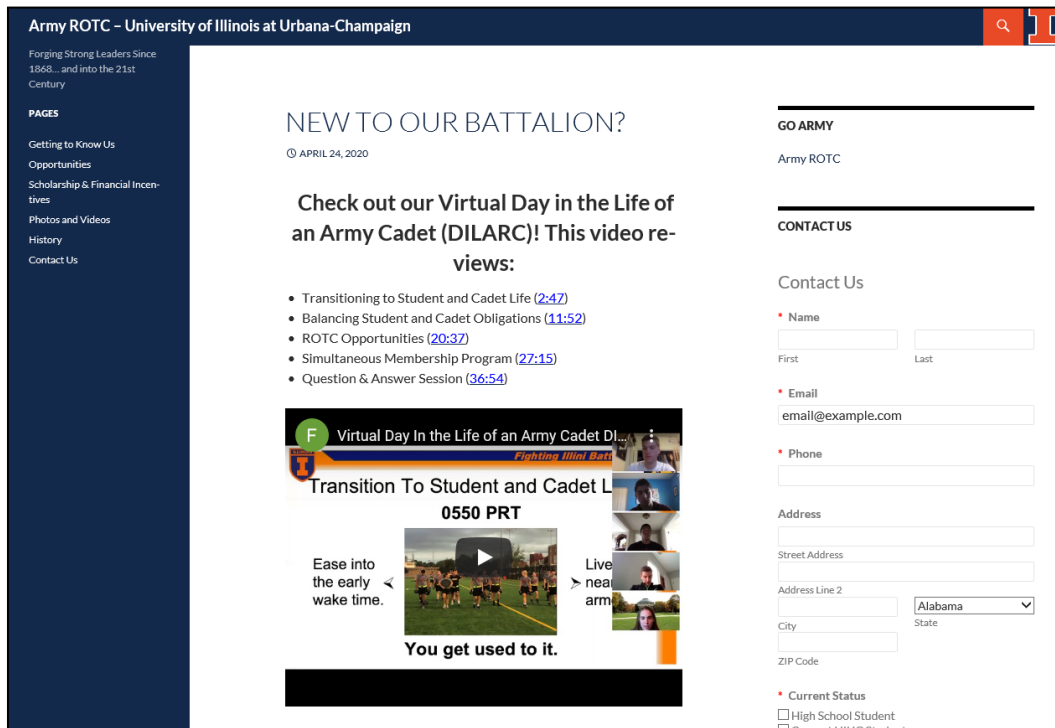 Army ROTC – University of Illinois at Urbana-Champaign
Forging Strong Leaders Since
1868... and into the 21st
Century
PAGES
Getting to Know Us
Opportunities
Scholarship & Financial Incen-
tives
Photos and Videos
History
Contact Us
NEW TO OUR BATTALION?
APRIL 24, 2020
Check out our Virtual Day in the Life of
an Army Cadet (DILARC)! This video re-
views:
• Transitioning to Student and Cadet Life (2:47)
• Balancing Student and Cadet Obligations (11:52)
• ROTC Opportunities (20:37)
• Simultaneous Membership Program (27:15)
• Question & Answer Session (36:54)
F Virtual Day In the Life of an Army Cadet DI...
Fighting Illini Batt
Transition To Student and Cadet L
0550 PRT
Ease into
the early
wake time.
Live
nea
arm
You get used to it.
GO ARMY
Army ROTC
CONTACT US
Contact Us
* Name
First Last
* Email
email@example.com
* Phone
Address
Street Address
Address Line 2
Alabama
City State
ZIP Code
* Current Status
High School Student